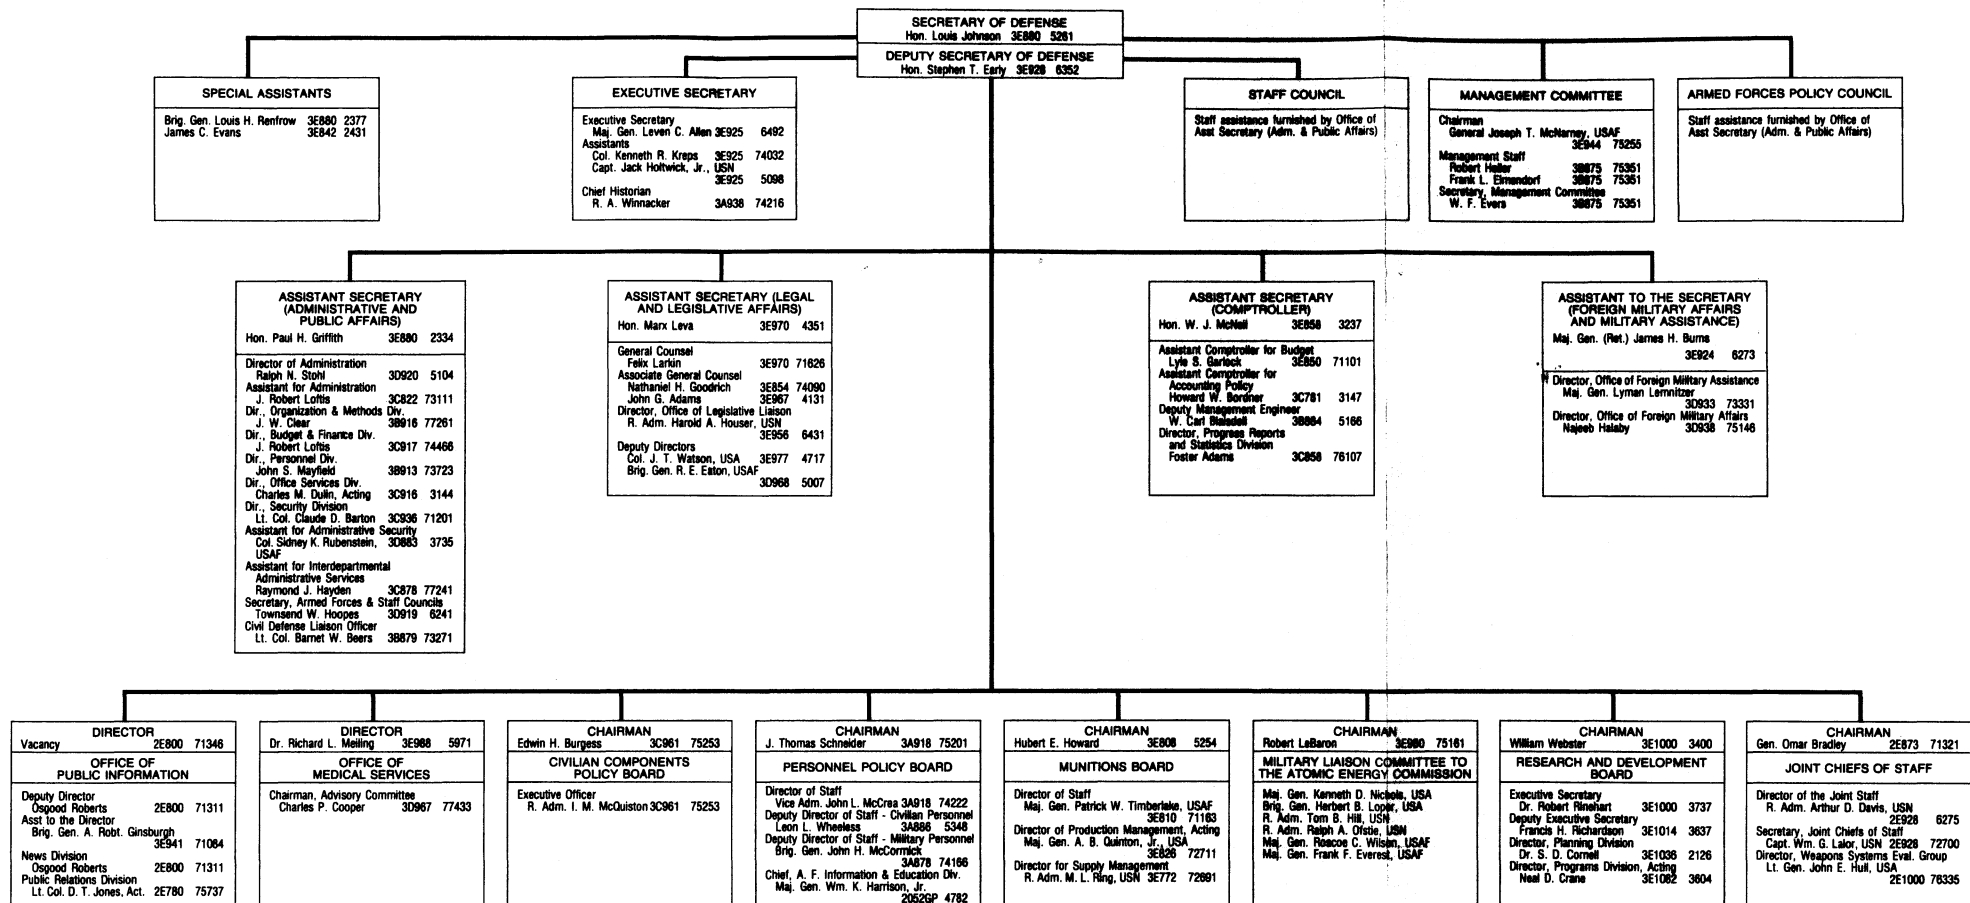 SECRETARY OF DEFENSE
Hon. Louis Johnson 3E880 5261
DEPUTY SECRETARY OF DEFENSE
Hon. Stephen T. Early 3E928 6352
SPECIAL ASSISTANTS
Brig. Gen. Louis H. Renfrow 3E880 2377
James C. Evans 3E842 2431
EXECUTIVE SECRETARY
Executive Secretary
Maj. Gen. Leven C. Allen 3E925 6492
Assistants
Col. Kenneth R. Kreps 3E925 74032
Capt. Jack Holtwick, Jr., USN
3E925 5098
Chief Historian
R. A. Winnacker 3A938 74216
STAFF COUNCIL
Staff assistance furnished by Office of
Asst Secretary (Adm. & Public Affairs)
MANAGEMENT COMMITTEE
Chairman
General Joseph T. McNarney, USAF
3E944 75255
Management Staff
Robert Heller 3B875 75351
Frank L. Elmendorf 3B875 75351
Secretary, Management Committee
W. F. Evers 3B875 75351
ARMED FORCES POLICY COUNCIL
Staff assistance furnished by Office of
Asst Secretary (Adm. & Public Affairs)
ASSISTANT SECRETARY
(ADMINISTRATIVE AND
PUBLIC AFFAIRS)
Hon. Paul H. Griffith 3E880 2334
Director of Administration
Ralph N. Stohl 3D920 5104
Assistant for Administration
J. Robert Loftis 3C822 73111
Dir., Organization & Methods Div.
J. W. Clear 3B916 77261
Dir., Budget & Finance Div.
J. Robert Loftis 3C917 74466
Dir., Personnel Div.
John S. Mayfield 3B913 73723
Dir., Office Services Div.
Charles M. Dulin, Acting 3C916 3144
Dir., Security Division
Lt. Col. Claude D. Barton 3C936 71201
Assistant for Administrative Security
Col. Sidney K. Rubenstein, 3D883 3735
USAF
Assistant for Interdepartmental
Administrative Services
Raymond J. Hayden 3C878 77241
Secretary, Armed Forces & Staff Councils
Townsend W. Hoopes 3D919 6241
Civil Defense Liaison Officer
Lt. Col. Barnet W. Beers 3B879 73271
ASSISTANT SECRETARY (LEGAL
AND LEGISLATIVE AFFAIRS)
Hon. Marx Leva 3E970 4351
General Counsel
Felix Larkin 3E970 71626
Associate General Counsel
Nathaniel H. Goodrich 3E854 74090
John G. Adams 3E967 4131
Director, Office of Legislative Liaison
R. Adm. Harold A. Houser, USN
3E956 6431
Deputy Directors
Col. J. T. Watson, USA 3E977 4717
Brig. Gen. R. E. Eaton, USAF
3D968 5007
ASSISTANT SECRETARY
(COMPTROLLER)
Hon. W. J. McNeil 3E858 3237
Assistant Comptroller for Budget
Lyle S. Garlock 3E850 71101
Assistant Comptroller for
Accounting Policy
Howard W. Bordner 3C781 3147
Deputy Management Engineer
W. Carl Blaisdell 3B864 5166
Director, Progress Reports
and Statistics Division
Foster Adams 3C858 76107
ASSISTANT TO THE SECRETARY
(FOREIGN MILITARY AFFAIRS
AND MILITARY ASSISTANCE)
Maj. Gen. (Ret.) James H. Burns
3E924 6273
Director, Office of Foreign Military Assistance
Maj. Gen. Lyman Lemnitzer
3D933 73331
Director, Office of Foreign Military Affairs
Najeeb Halaby 3D938 75146
DIRECTOR
Vacancy 2E800 71346
OFFICE OF
PUBLIC INFORMATION
Deputy Director
Osgood Roberts 2E800 71311
Asst to the Director
Brig. Gen. A. Robt. Ginsburgh
3E941 71084
News Division
Osgood Roberts 2E800 71311
Public Relations Division
Lt. Col. D. T. Jones, Act. 2E780 75737
DIRECTOR
Dr. Richard L. Meiling 3E988 5971
OFFICE OF
MEDICAL SERVICES
Chairman, Advisory Committee
Charles P. Cooper 3D967 77433
CHAIRMAN
Edwin H. Burgess 3C961 75253
CIVILIAN COMPONENTS
POLICY BOARD
Executive Officer
R. Adm. I. M. McQuiston 3C961 75253
CHAIRMAN
J. Thomas Schneider 3A918 75201
PERSONNEL POLICY BOARD
Director of Staff
Vice Adm. John L. McCrea 3A918 74222
Deputy Director of Staff - Civilian Personnel
Leon L. Wheeless 3A886 5348
Deputy Director of Staff - Military Personnel
Brig. Gen. John H. McCormick
3A878 74166
Chief, A. F. Information & Education Div.
Maj. Gen. Wm. K. Harrison, Jr.
2052GP 4782
CHAIRMAN
Hubert E. Howard 3E808 5254
MUNITIONS BOARD
Director of Staff
Maj. Gen. Patrick W. Timberlake, USAF
3E810 71163
Director of Production Management, Acting
Maj. Gen. A. B. Quinton, Jr., USA
3E826 72711
Director for Supply Management
R. Adm. M. L. Ring, USN 3E772 72691
CHAIRMAN
Robert LeBaron 3E980 75161
MILITARY LIAISON COMMITTEE TO
THE ATOMIC ENERGY COMMISSION
Maj. Gen. Kenneth D. Nichols, USA
Brig. Gen. Herbert B. Loper, USA
R. Adm. Tom B. Hill, USN
R. Adm. Ralph A. Ofstie, USN
Maj. Gen. Roscoe C. Wilson, USAF
Maj. Gen. Frank F. Everest, USAF
CHAIRMAN
William Webster 3E1000 3400
RESEARCH AND DEVELOPMENT
BOARD
Executive Secretary
Dr. Robert Rinehart 3E1000 3737
Deputy Executive Secretary
Francis H. Richardson 3E1014 3637
Director, Planning Division
Dr. S. D. Cornell 3E1036 2126
Director, Programs Division, Acting
Neal D. Crane 3E1062 3604
CHAIRMAN
Gen. Omar Bradley 2E873 71321
JOINT CHIEFS OF STAFF
Director of the Joint Staff
R. Adm. Arthur D. Davis, USN
2E928 6275
Secretary, Joint Chiefs of Staff
Capt. Wm. G. Lalor, USN 2E928 72700
Director, Weapons Systems Eval. Group
Lt. Gen. John E. Hull, USA
2E1000 76335